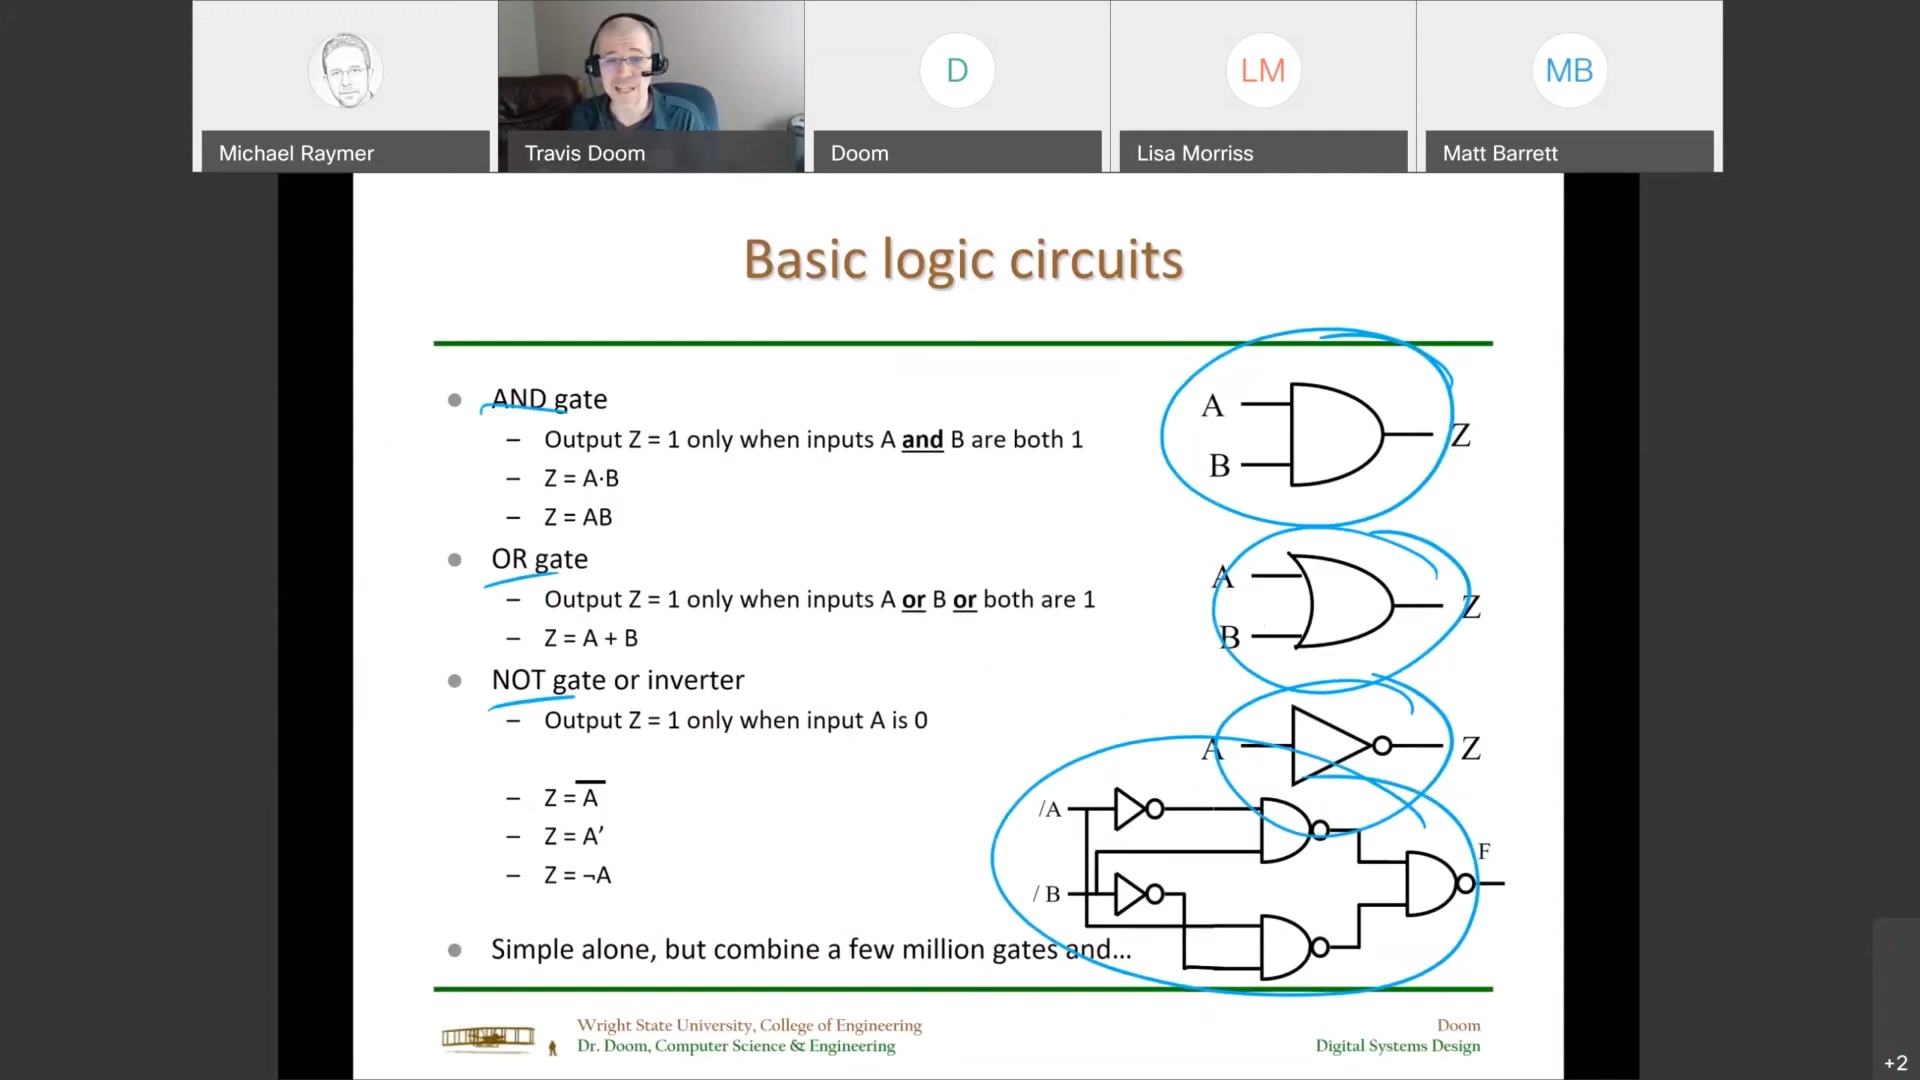 D
LM
MB
Michael Raymer
Travis Doom
Doom
Lisa Morriss
Matt Barrett
Basic logic circuits
AND gate
– Output Z = 1 only when inputs A and B are both 1
– Z = A·B
– Z = AB
OR gate
– Output Z = 1 only when inputs A or B or both are 1
– Z = A + B
NOT gate or inverter
– Output Z = 1 only when input A is 0
– Z = A̅
– Z = A’
– Z = ¬A
Simple alone, but combine a few million gates and…
A
B
Z
A
B
Z
A
Z
/A
/ B
F
Wright State University, College of Engineering
Dr. Doom, Computer Science & Engineering
Doom
Digital Systems Design
+2